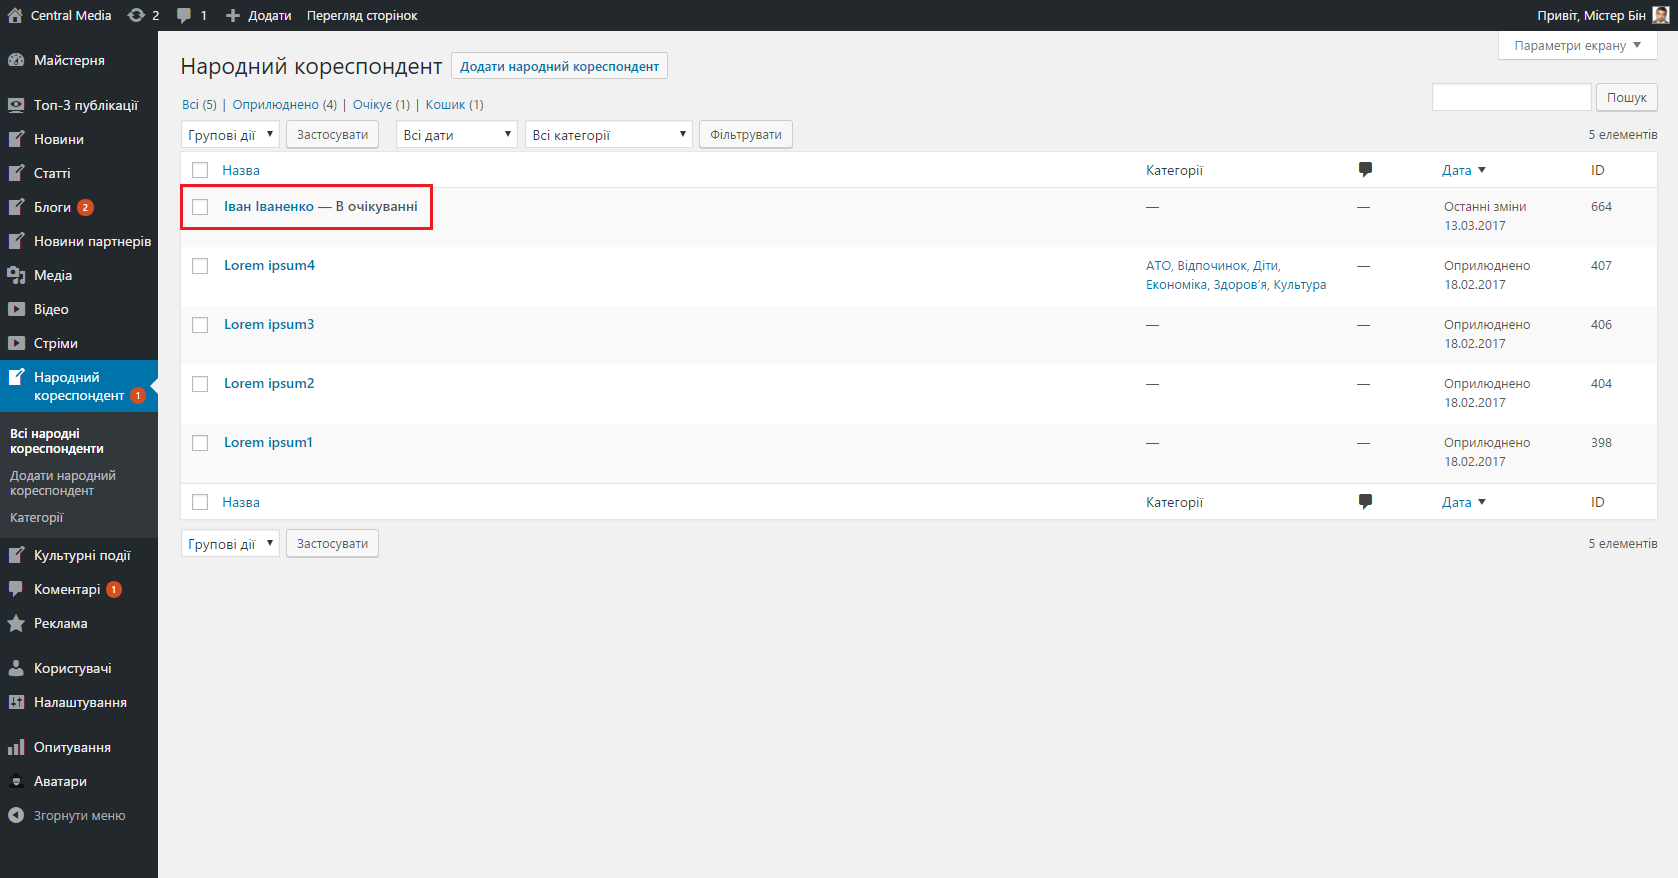 Central Media 2 1 Додати Перегляд сторінок Привіт, Містер Бін
Параметри екрану
Майстерня
Топ-3 публікації
Новини
Статті
Блоги 2
Новини партнерів
Медіа
Відео
Стріми
Народний
кореспондент 1
Всі народні
кореспонденти
Додати народний
кореспондент
Категорії
Культурні події
Коментарі 1
Реклама
Користувачі
Налаштування
Опитування
Аватари
Згорнути меню
Народний кореспондент Додати народний кореспондент
Всі (5) | Оприлюднено (4) | Очікує (1) | Кошик (1)
Пошук
Групові дії Застосувати Всі дати Всі категорії Фільтрувати 5 елементів
Назва Категорії Дата ID
Іван Іваненко — В очікуванні — — Останні зміни 664
13.03.2017
Lorem ipsum4 АТО, Відпочинок, Діти, — Оприлюднено 407
Економіка, Здоров'я, Культура 18.02.2017
Lorem ipsum3 — — Оприлюднено 406
18.02.2017
Lorem ipsum2 — — Оприлюднено 404
18.02.2017
Lorem ipsum1 — — Оприлюднено 398
18.02.2017
Назва Категорії Дата ID
Групові дії Застосувати 5 елементів